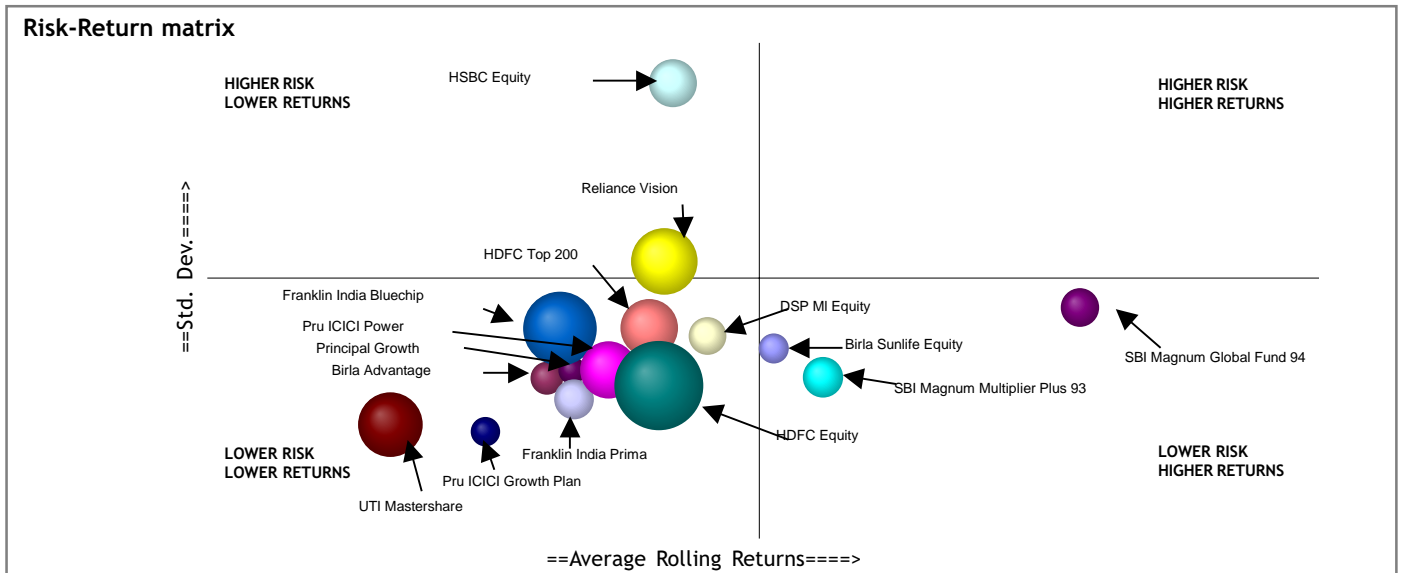 Risk-Return matrix
HIGHER RISK
LOWER RETURNS
HSBC Equity
HIGHER RISK
HIGHER RETURNS
Reliance Vision
==Std. Dev.====>
HDFC Top 200
Franklin India Bluechip
DSP MI Equity
Pru ICICI Power
Principal Growth
Birla Advantage
Birla Sunlife Equity
SBI Magnum Global Fund 94
SBI Magnum Multiplier Plus 93
HDFC Equity
LOWER RISK
LOWER RETURNS
Franklin India Prima
LOWER RISK
HIGHER RETURNS
Pru ICICI Growth Plan
UTI Mastershare
==Average Rolling Returns====>